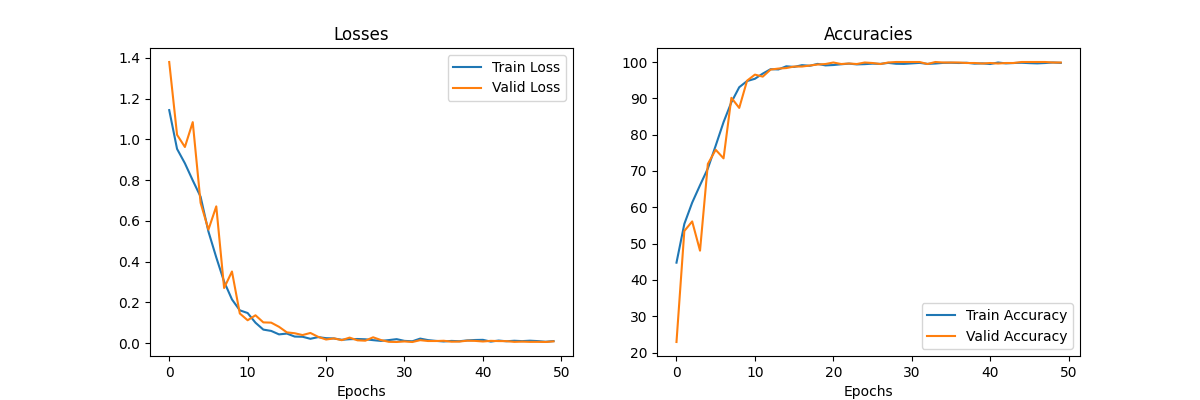 Losses
1.4
1.2
1.0
0.8
0.6
0.4
0.2
0.0
0 10 20 30 40 50
Epochs
Train Loss
Valid Loss
Accuracies
100
90
80
70
60
50
40
30
20
0 10 20 30 40 50
Epochs
Train Accuracy
Valid Accuracy